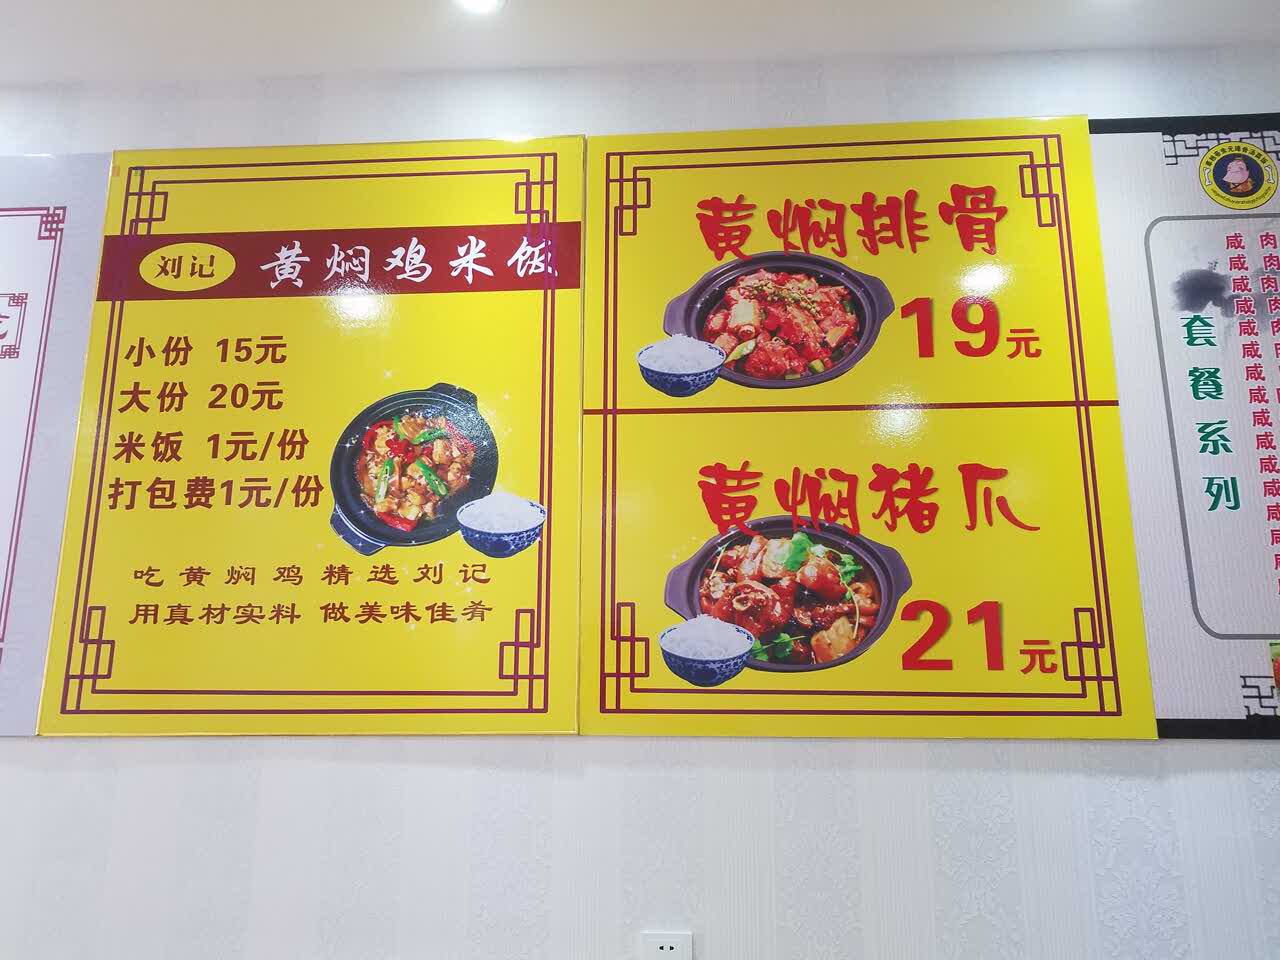 刘记 黄焖鸡米饭
小份 15元
大份 20元
米饭 1元/份
打包费1元/份
吃黄焖鸡精选刘记
用真材实料 做美味佳肴
黄焖排骨
19元
黄焖猪爪
21元
套餐系列